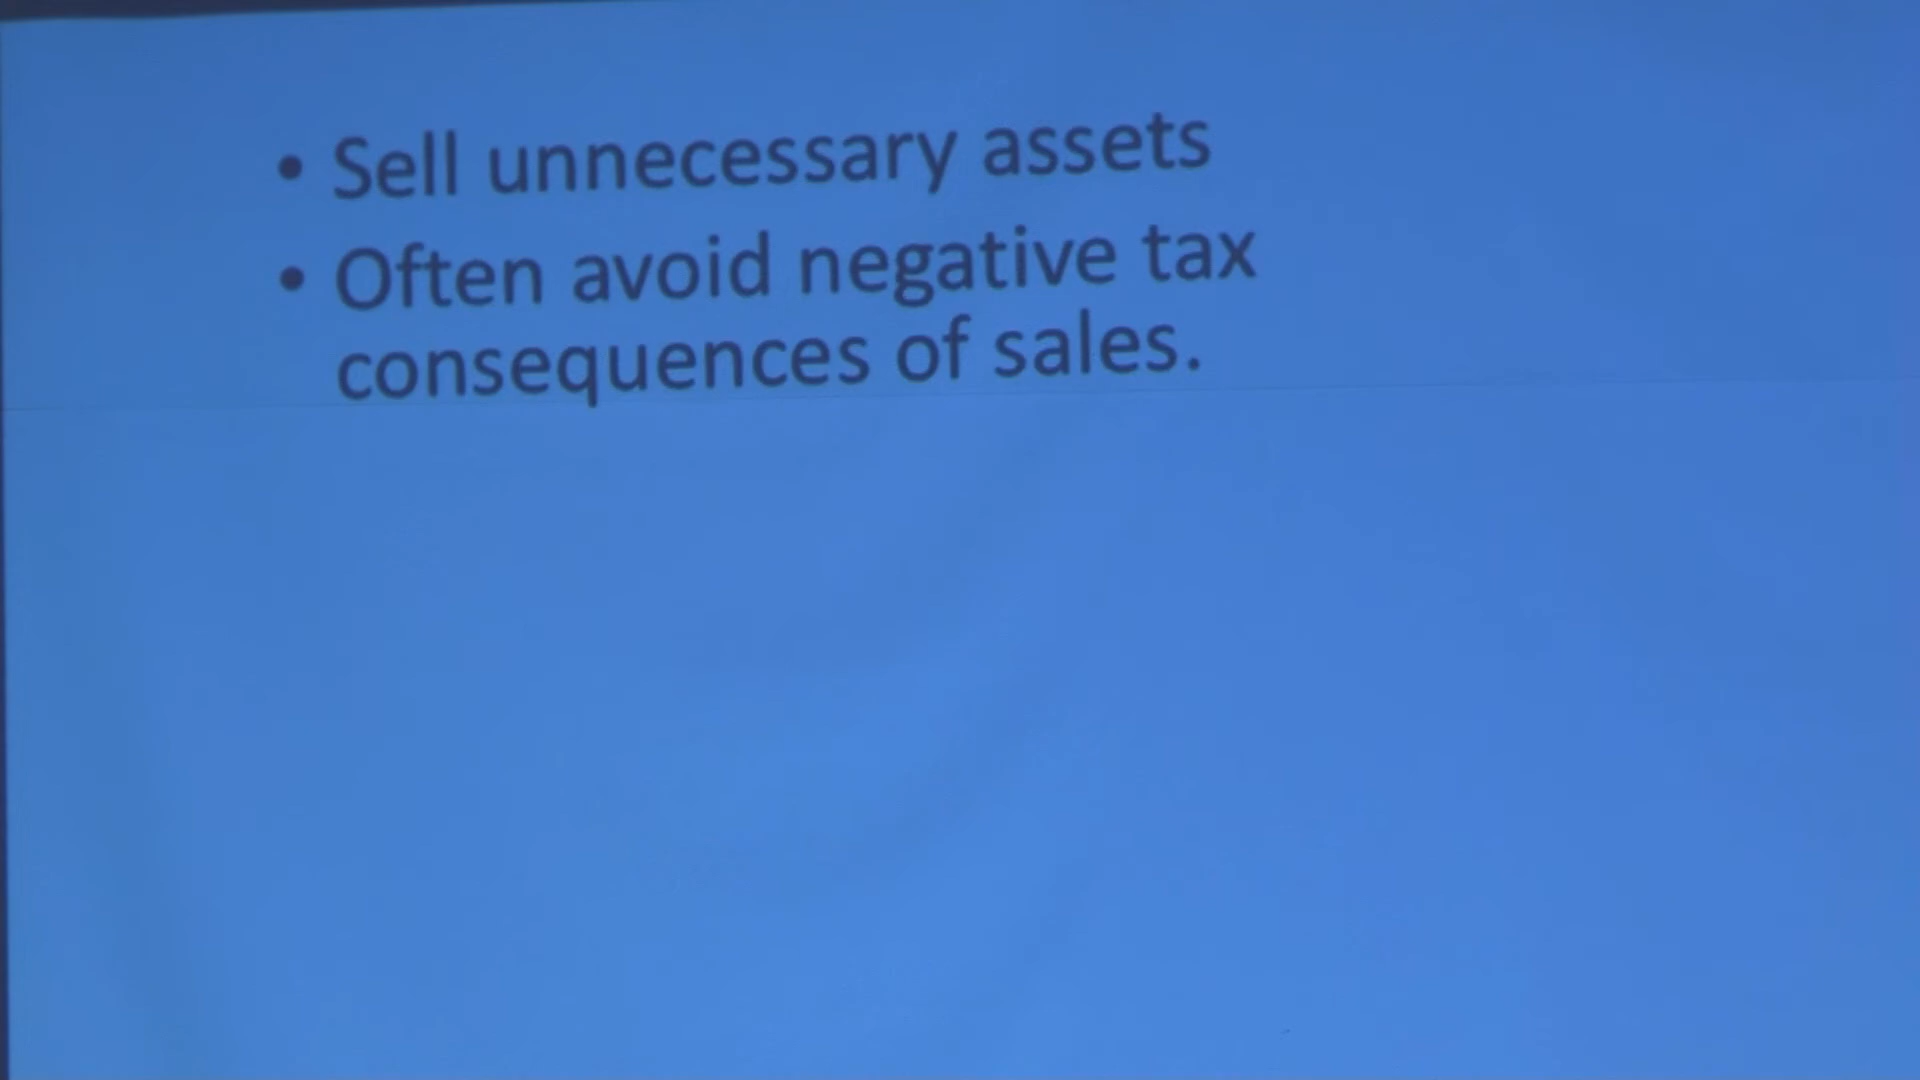 • Sell unnecessary assets
• Often avoid negative tax
consequences of sales.